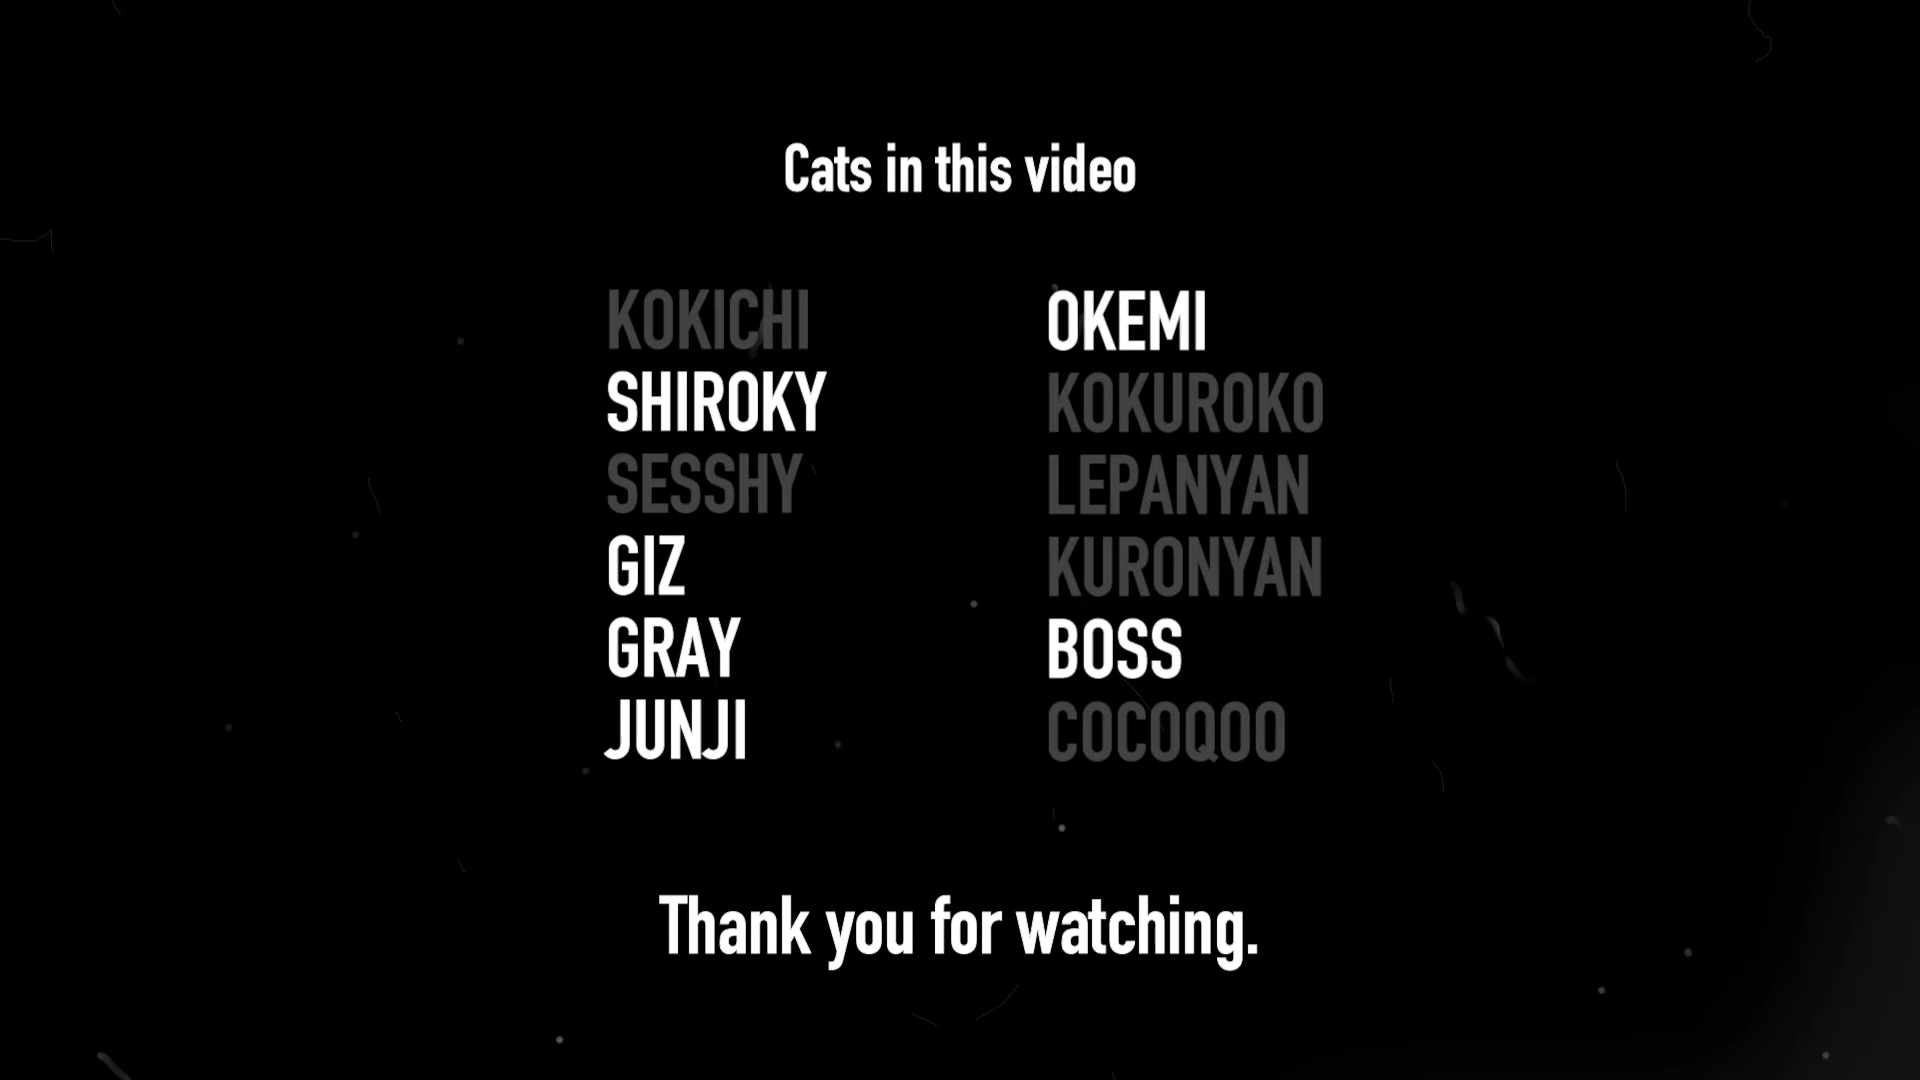 Cats in this video
KOKICHI
SHIROKY
SESSHY
GIZ
GRAY
JUNJI
OKEMI
KOKUROKO
LEPANYAN
KURONYAN
BOSS
COCOQOO
Thank you for watching.